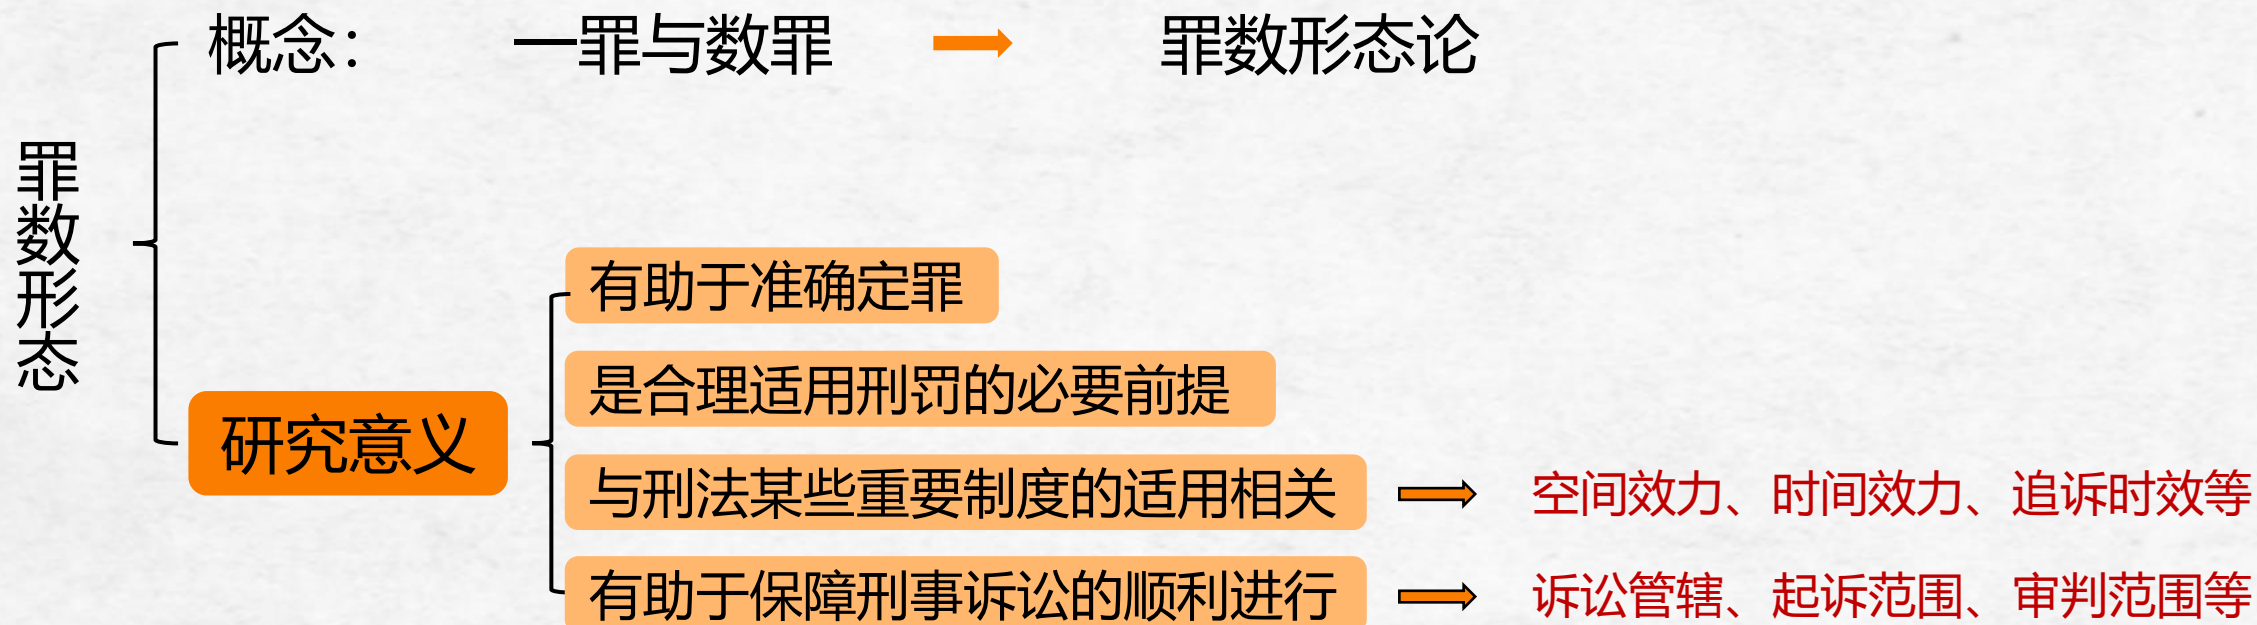 罪数形态
概念：
一罪与数罪
罪数形态论
研究意义
有助于准确定罪
是合理适用刑罚的必要前提
与刑法某些重要制度的适用相关
空间效力、时间效力、追诉时效等
有助于保障刑事诉讼的顺利进行
诉讼管辖、起诉范围、审判范围等